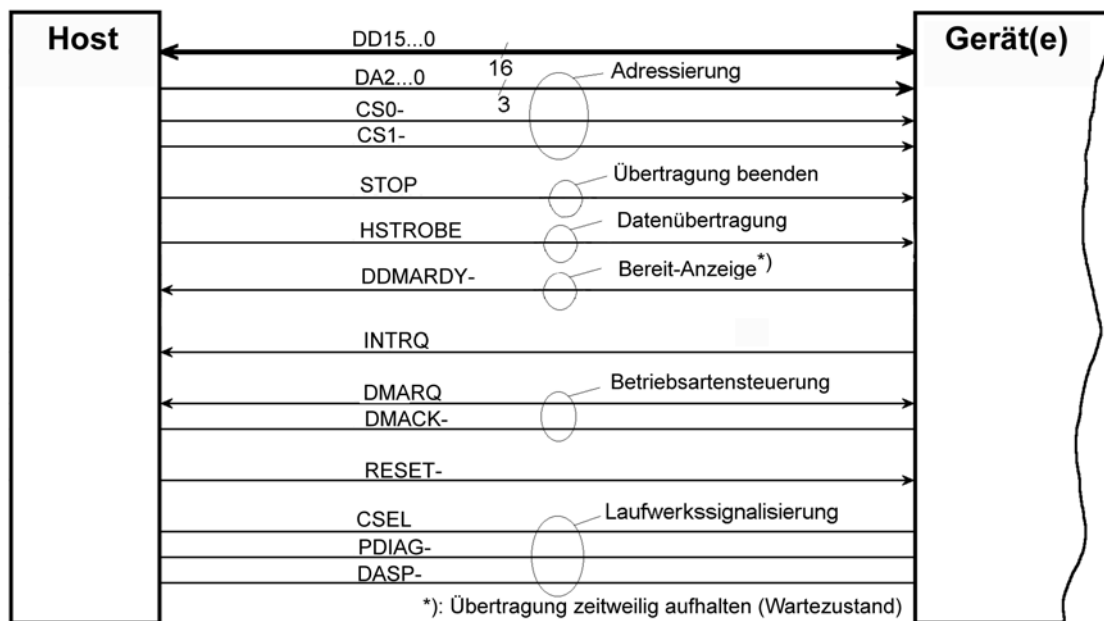 Host
Gerät(e)
DD15...0
16
Adressierung
DA2...0
3
CS0-
CS1-
Übertragung beenden
STOP
Datenübertragung
HSTROBE
Bereit-Anzeige*)
DDMARDY-
INTRQ
Betriebsartensteuerung
DMARQ
DMACK-
RESET-
Laufwerkssignalisierung
CSEL
PDIAG-
DASP-
*): Übertragung zeitweilig aufhalten (Wartezustand)